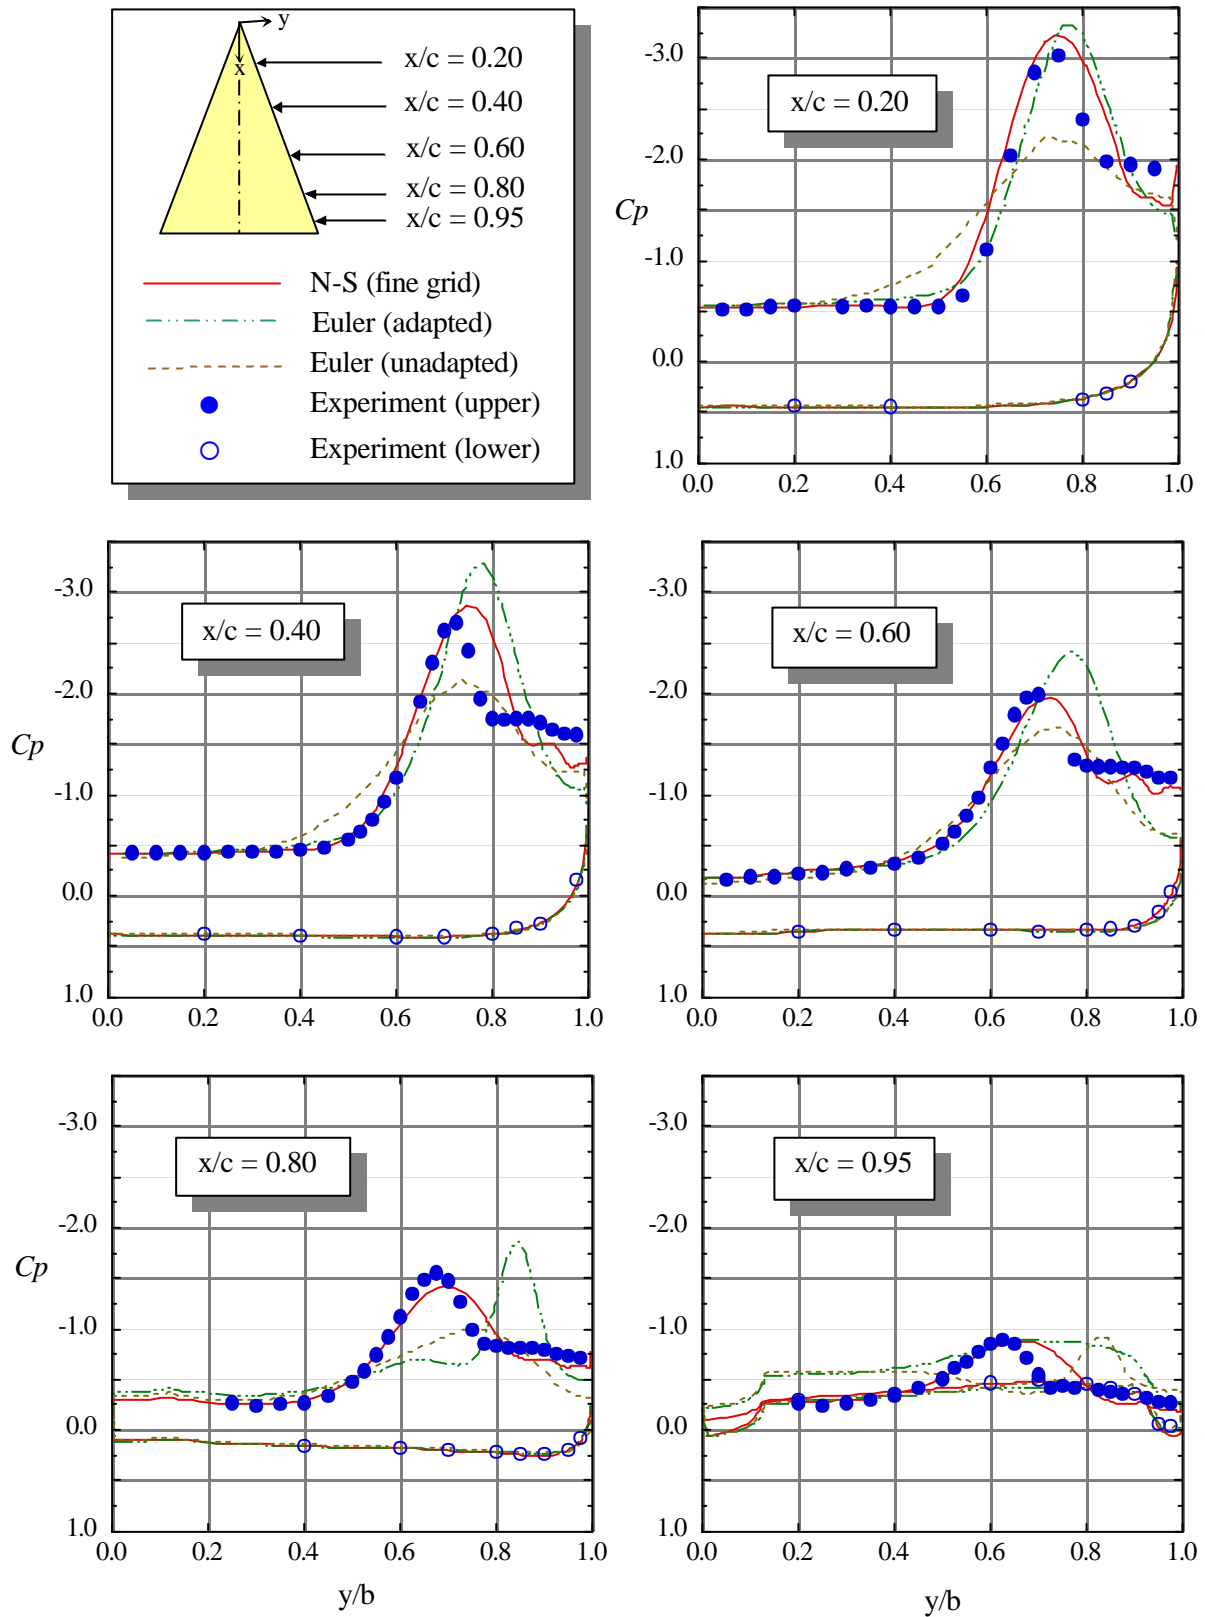 y
x
x/c = 0.20
x/c = 0.40
x/c = 0.60
x/c = 0.80
x/c = 0.95
N-S (fine grid)
Euler (adapted)
Euler (unadapted)
Experiment (upper)
Experiment (lower)
x/c = 0.20
Cp
-3.0
-2.0
-1.0
0.0
1.0
0.0 0.2 0.4 0.6 0.8 1.0
x/c = 0.40
Cp
-3.0
-2.0
-1.0
0.0
1.0
0.0 0.2 0.4 0.6 0.8 1.0
x/c = 0.60
-3.0
-2.0
-1.0
0.0
1.0
0.0 0.2 0.4 0.6 0.8 1.0
x/c = 0.80
Cp
-3.0
-2.0
-1.0
0.0
1.0
0.0 0.2 0.4 0.6 0.8 1.0
y/b
x/c = 0.95
-3.0
-2.0
-1.0
0.0
1.0
0.0 0.2 0.4 0.6 0.8 1.0
y/b